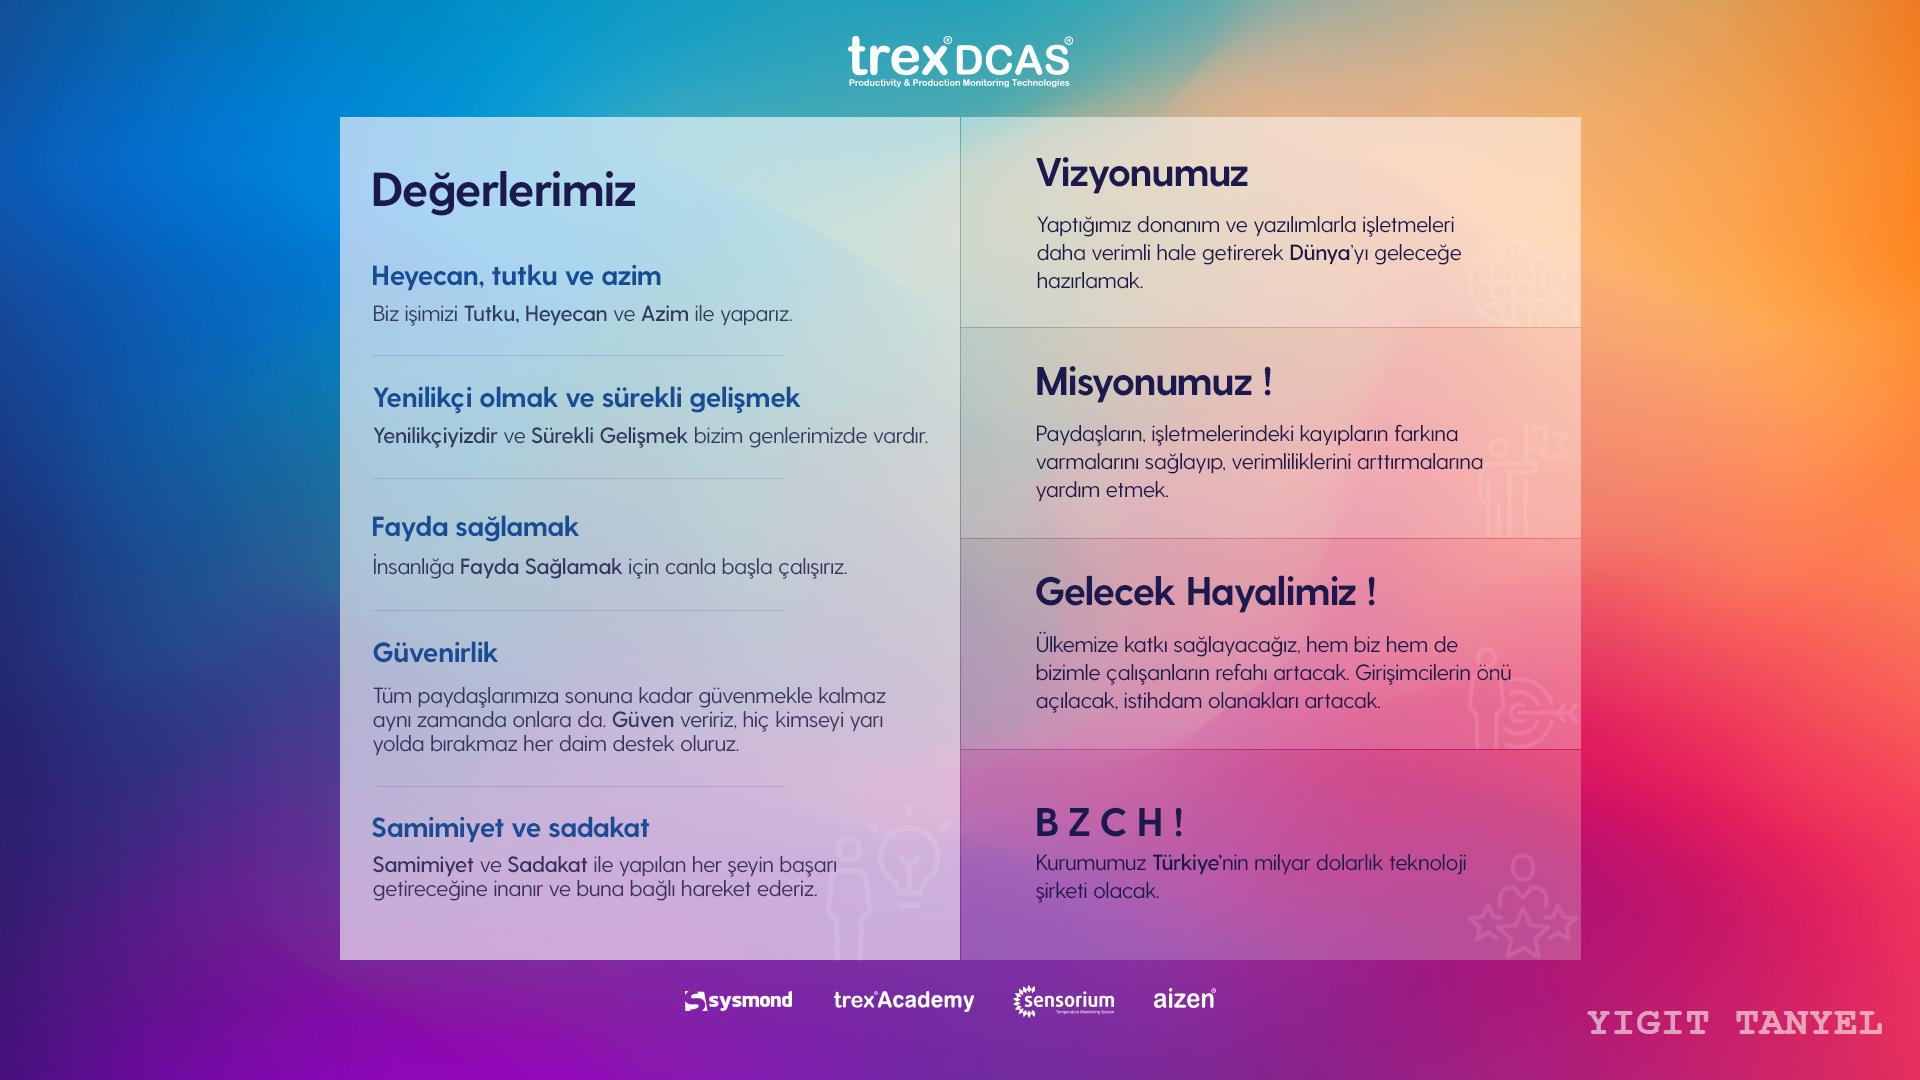 trex® DCAS®
Productivity & Production Monitoring Technologies
Değerlerimiz
Heyecan, tutku ve azim
Biz işimizi Tutku, Heyecan ve Azim ile yaparız.
Yenilikçi olmak ve sürekli gelişmek
Yenilikçiyizdir ve Sürekli Gelişmek bizim genlerimizde vardır.
Fayda sağlamak
İnsanlığa Fayda Sağlamak için canla başla çalışırız.
Güvenirlik
Tüm paydaşlarımıza sonuna kadar güvenmekle kalmaz
aynı zamanda onlara da. Güven veririz, hiç kimseyi yarı
yolda bırakmaz her daim destek oluruz.
Samimiyet ve sadakat
Samimiyet ve Sadakat ile yapılan her şeyin başarı
getireceğine inanır ve buna bağlı hareket ederiz.
Vizyonumuz
Yaptığımız donanım ve yazılımlarla işletmeleri
daha verimli hale getirerek Dünya'yı geleceğe
hazırlamak.
Misyonumuz !
Paydaşların, işletmelerindeki kayıpların farkına
varmalarını sağlayıp, verimliliklerini arttırmalarına
yardım etmek.
Gelecek Hayalimiz !
Ülkemize katkı sağlayacağız, hem biz hem de
bizimle çalışanların refahı artacak. Girişimcilerin önü
açılacak, istihdam olanakları artacak.
B Z C H !
Kurumumuz Türkiye'nin milyar dolarlık teknoloji
şirketi olacak.
sysmond
trex® Academy
sensorium
Temperature Monitoring System
aizen®
YIGIT TANYEL